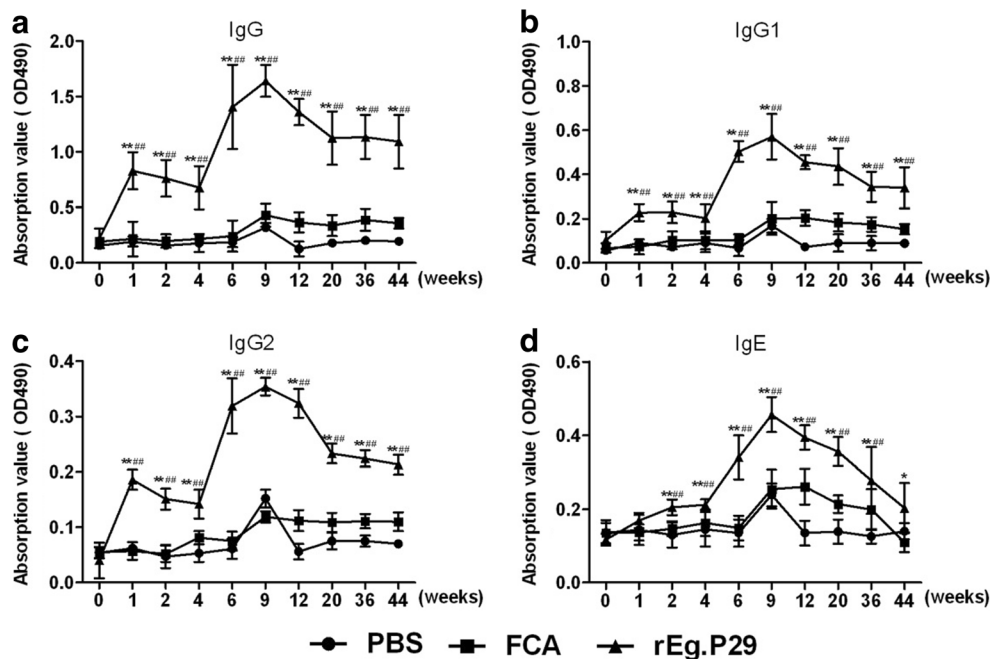 a
IgG
Absorption value ( OD490)
2.0
1.5
1.0
0.5
0.0
**## **## **## **## **## **## **## **## **##
0 1 2 4 6 9 12 20 36 44 (weeks)
b
IgG1
Absorption value ( OD490)
1.0
0.8
0.6
0.4
0.2
0.0
**## **## **## **## **## **## **## **## **##
0 1 2 4 6 9 12 20 36 44 (weeks)
c
IgG2
Absorption value ( OD490)
0.4
0.3
0.2
0.1
0.0
**## **## **## **## **## **## **## **## **##
0 1 2 4 6 9 12 20 36 44 (weeks)
d
IgE
Absorption value ( OD490)
0.6
0.4
0.2
0.0
**## **## **## **## **## **## **## *
0 1 2 4 6 9 12 20 36 44 (weeks)
PBS FCA rEg.P29